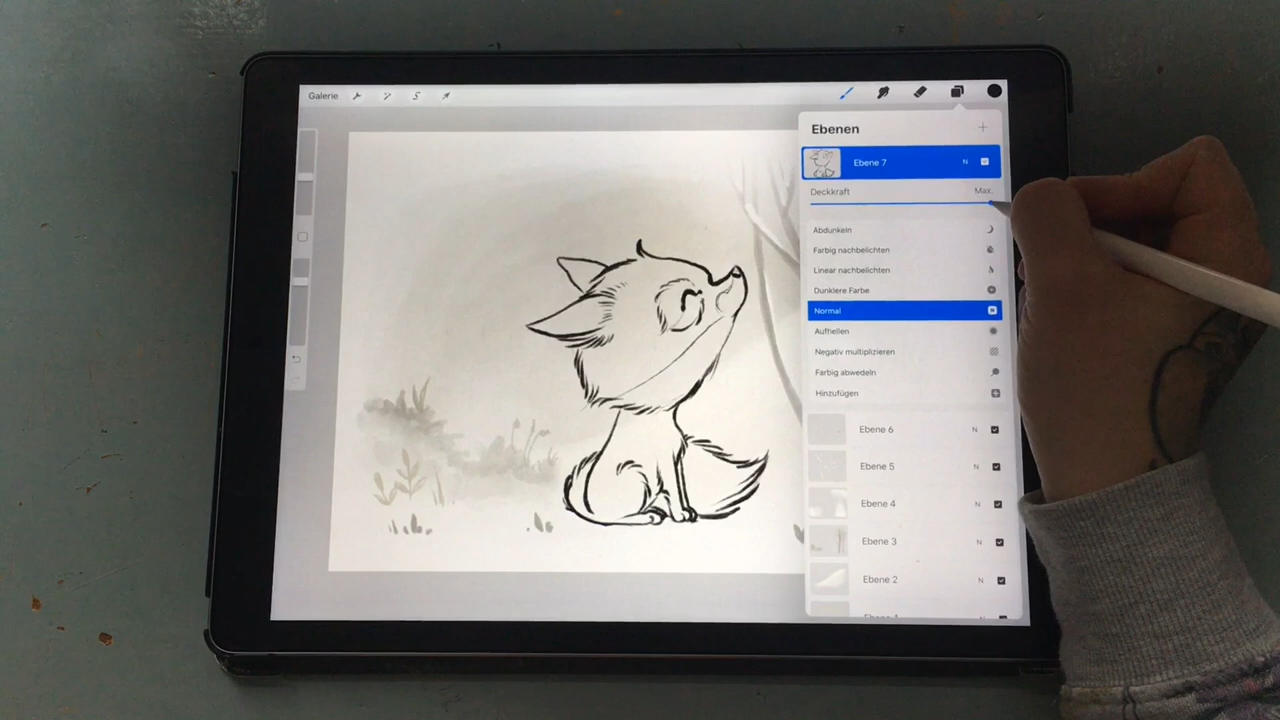 Galerie
Ebenen
Ebene 7 N
Deckkraft Max.
Abdunkeln
Farbig nachbelichten
Linear nachbelichten
Dunklere Farbe
Normal N
Aufhellen
Negativ multiplizieren
Farbig abwedeln
Hinzufügen
Ebene 6 N
Ebene 5 N
Ebene 4 N
Ebene 3 N
Ebene 2 N